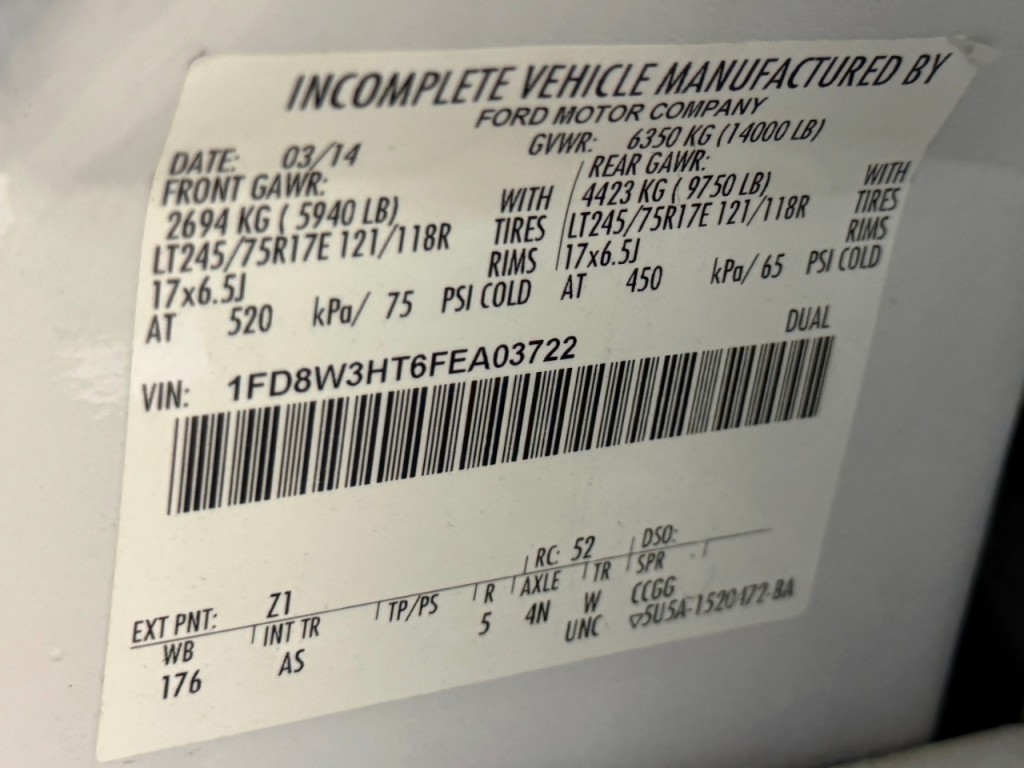 INCOMPLETE VEHICLE MANUFACTURED BY
FORD MOTOR COMPANY
DATE: 03/14 GVWR: 6350 KG (14000 LB)
FRONT GAWR: REAR GAWR:
2694 KG ( 5940 LB) WITH 4423 KG ( 9750 LB) WITH
LT245/75R17E 121/118R TIRES LT245/75R17E 121/118R TIRES
17x6.5J RIMS 17x6.5J RIMS
AT 520 kPa/ 75 PSI COLD AT 450 kPa/ 65 PSI COLD
DUAL
VIN: 1FD8W3HT6FEA03722
EXT PNT: Z1 RC: 52 DSO:
WB INT TR TP/PS R AXLE TR SPR
176 AS 5 4N W CCGG
UNC ▽5U5A-1520472-BA